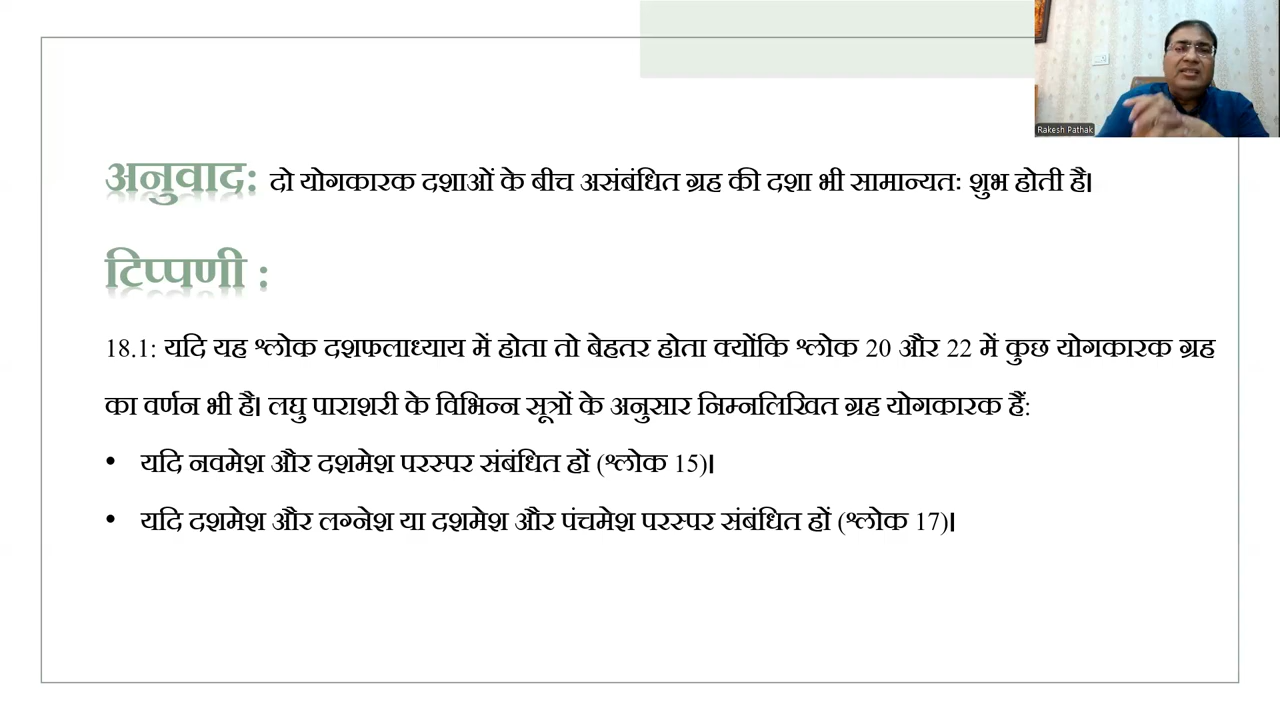 Rakesh Pathak
अनुवाद: दो योगकारक दशाओं के बीच असंबंधित ग्रह की दशा भी सामान्यतः शुभ होती है।
टिप्पणी :
18.1: यदि यह श्लोक दशफलाध्याय में होता तो बेहतर होता क्योंकि श्लोक 20 और 22 में कुछ योगकारक ग्रह
का वर्णन भी है। लघु पाराशरी के विभिन्न सूत्रों के अनुसार निम्नलिखित ग्रह योगकारक हैं:
• यदि नवमेश और दशमेश परस्पर संबंधित हों (श्लोक 15)।
• यदि दशमेश और लग्नेश या दशमेश और पंचमेश परस्पर संबंधित हों (श्लोक 17)।